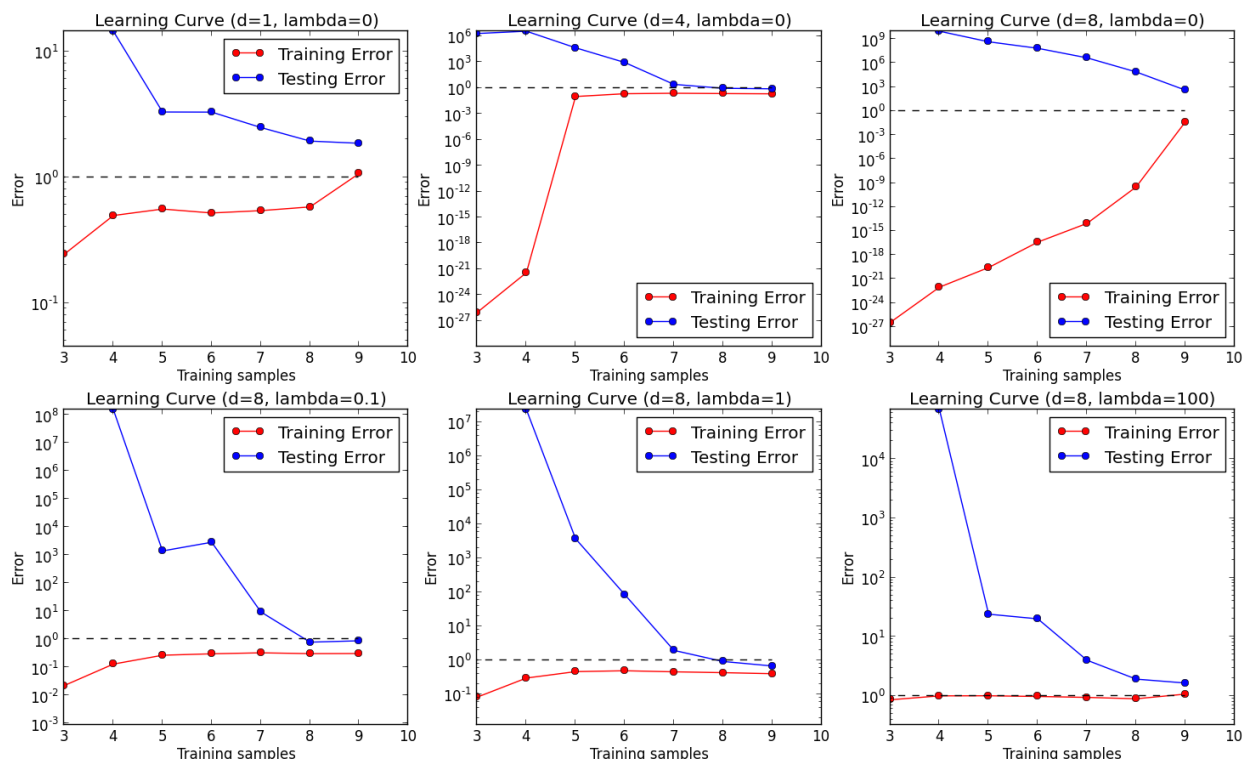 Learning Curve (d=1, lambda=0)
10^1
10^0
10^-1
Error
Training Error
Testing Error
3 4 5 6 7 8 9 10
Training samples
Learning Curve (d=4, lambda=0)
10^6
10^3
10^0
10^-3
10^-6
10^-9
10^-12
10^-15
10^-18
10^-21
10^-24
10^-27
Error
Training Error
Testing Error
3 4 5 6 7 8 9 10
Training samples
Learning Curve (d=8, lambda=0)
10^9
10^6
10^3
10^0
10^-3
10^-6
10^-9
10^-12
10^-15
10^-18
10^-21
10^-24
10^-27
Error
Training Error
Testing Error
3 4 5 6 7 8 9 10
Training samples
Learning Curve (d=8, lambda=0.1)
10^8
10^7
10^6
10^5
10^4
10^3
10^2
10^1
10^0
10^-1
10^-2
10^-3
Error
Training Error
Testing Error
3 4 5 6 7 8 9 10
Training samples
Learning Curve (d=8, lambda=1)
10^7
10^6
10^5
10^4
10^3
10^2
10^1
10^0
10^-1
Error
Training Error
Testing Error
3 4 5 6 7 8 9 10
Training samples
Learning Curve (d=8, lambda=100)
10^4
10^3
10^2
10^1
10^0
Error
Training Error
Testing Error
3 4 5 6 7 8 9 10
Training samples